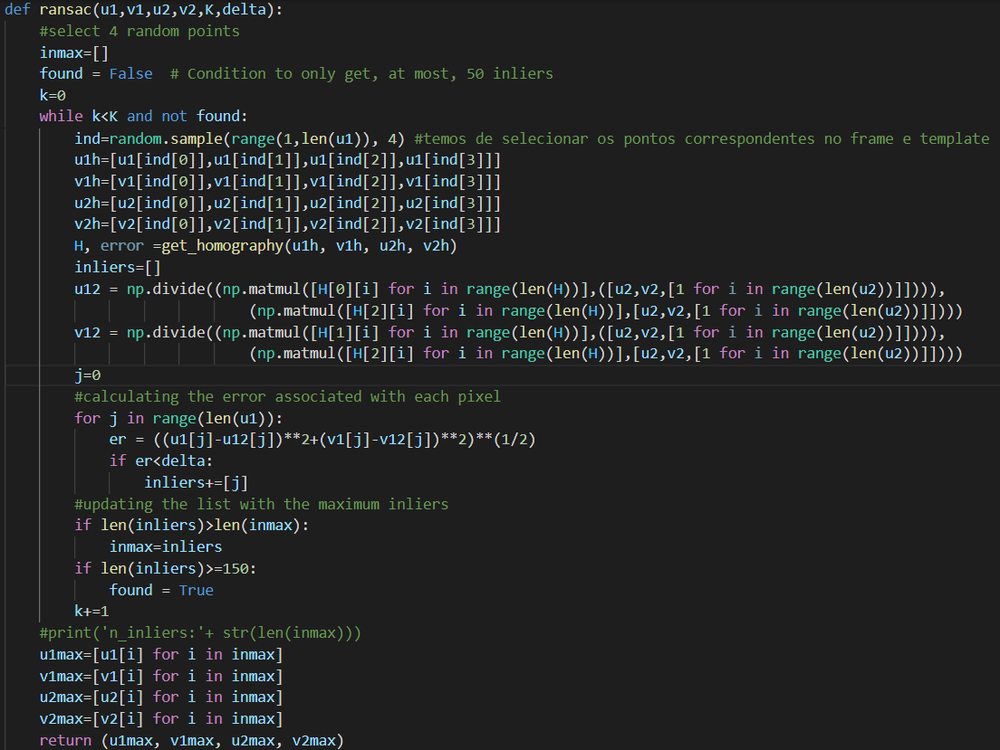 def ransac(u1,v1,u2,v2,K,delta):
    #select 4 random points
    inmax=[]
    found = False  # Condition to only get, at most, 50 inliers
    k=0
    while k<K and not found:
        ind=random.sample(range(1,len(u1)), 4) #temos de selecionar os pontos correspondentes no frame e template
        u1h=[u1[ind[0]],u1[ind[1]],u1[ind[2]],u1[ind[3]]]
        v1h=[v1[ind[0]],v1[ind[1]],v1[ind[2]],v1[ind[3]]]
        u2h=[u2[ind[0]],u2[ind[1]],u2[ind[2]],u2[ind[3]]]
        v2h=[v2[ind[0]],v2[ind[1]],v2[ind[2]],v2[ind[3]]]
        H, error =get_homography(u1h, v1h, u2h, v2h)
        inliers=[]
        u12 = np.divide((np.matmul([H[0][i] for i in range(len(H))],([u2,v2,[1 for i in range(len(u2))]]))),
                            (np.matmul([H[2][i] for i in range(len(H))],[u2,v2,[1 for i in range(len(u2))]])))
        v12 = np.divide((np.matmul([H[1][i] for i in range(len(H))],([u2,v2,[1 for i in range(len(u2))]]))),
                            (np.matmul([H[2][i] for i in range(len(H))],[u2,v2,[1 for i in range(len(u2))]])))
        j=0
        #calculating the error associated with each pixel
        for j in range(len(u1)):
            er = ((u1[j]-u12[j])**2+(v1[j]-v12[j])**2)**(1/2)
            if er<delta:
                inliers+=[j]
        #updating the list with the maximum inliers
        if len(inliers)>len(inmax):
            inmax=inliers
        if len(inliers)>=150:
            found = True
        k+=1
    #print('n_inliers:'+ str(len(inmax)))
    u1max=[u1[i] for i in inmax]
    v1max=[v1[i] for i in inmax]
    u2max=[u2[i] for i in inmax]
    v2max=[v2[i] for i in inmax]
    return (u1max, v1max, u2max, v2max)